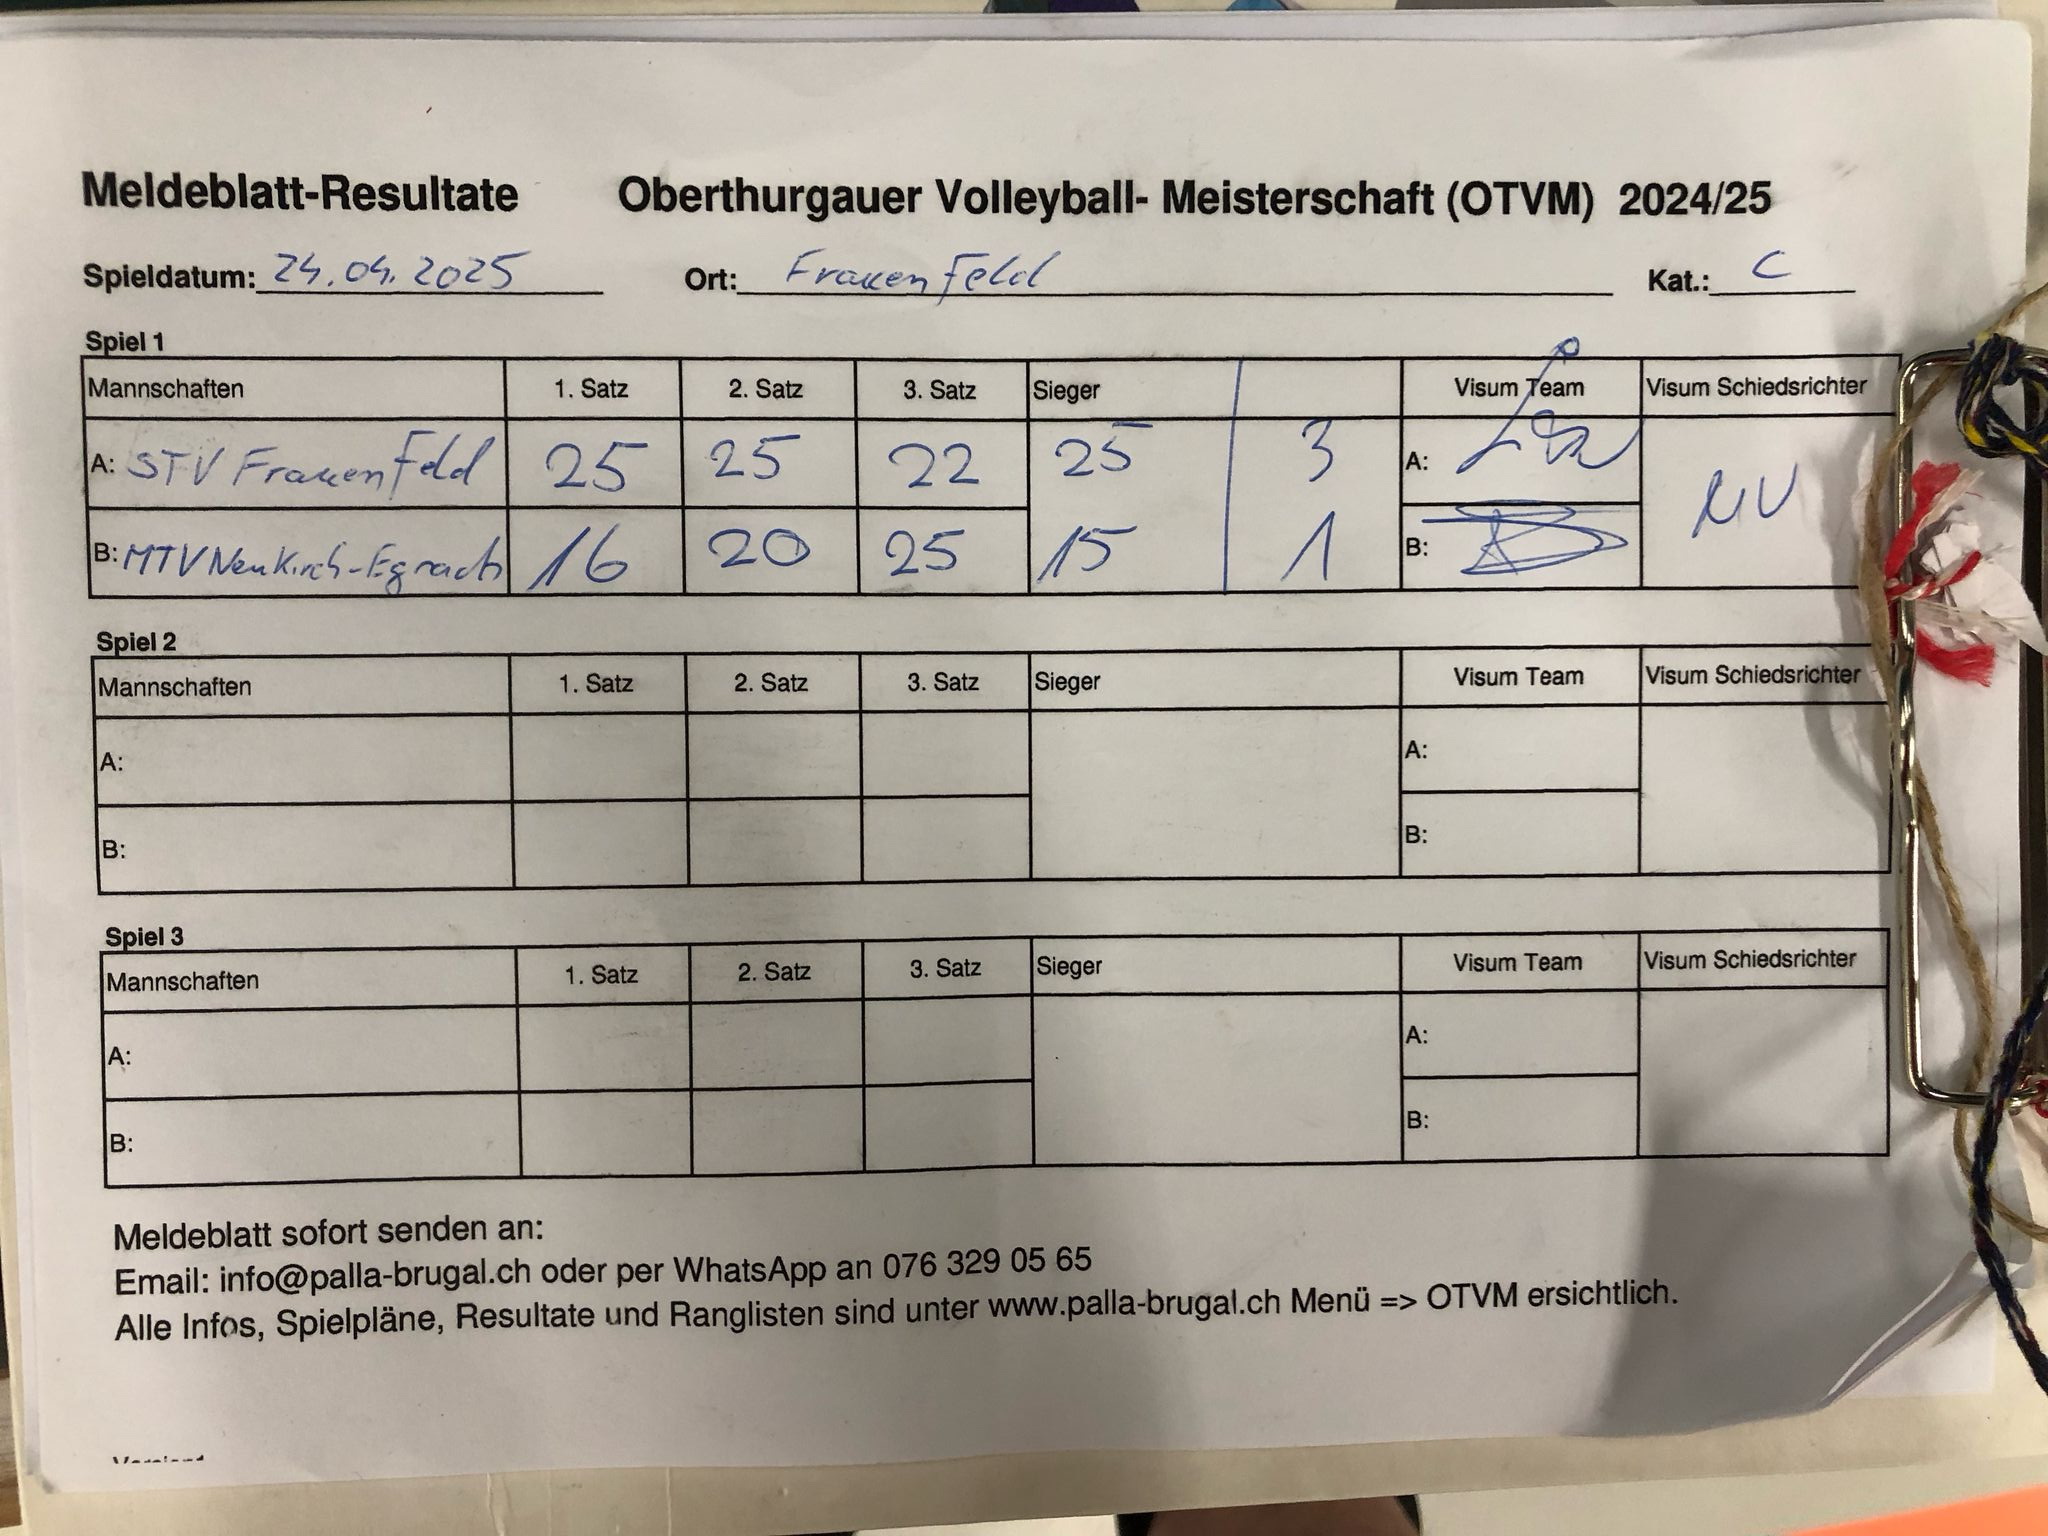 Meldeblatt-Resultate Oberthurgauer Volleyball- Meisterschaft (OTVM) 2024/25
Spieldatum: 24.04.2025 Ort: Frauenfeld Kat.: C
Spiel 1
Mannschaften 1. Satz 2. Satz 3. Satz Sieger Visum Team Visum Schiedsrichter
A: STV Frauenfeld 25 25 22 25 3 A:
B: MTV Neukirch-Egnach 16 20 25 15 1 B:
Spiel 2
Mannschaften 1. Satz 2. Satz 3. Satz Sieger Visum Team Visum Schiedsrichter
A: A:
B: B:
Spiel 3
Mannschaften 1. Satz 2. Satz 3. Satz Sieger Visum Team Visum Schiedsrichter
A: A:
B: B:
Meldeblatt sofort senden an:
Email: info@palla-brugal.ch oder per WhatsApp an 076 329 05 65
Alle Infos, Spielpläne, Resultate und Ranglisten sind unter www.palla-brugal.ch Menü => OTVM ersichtlich.